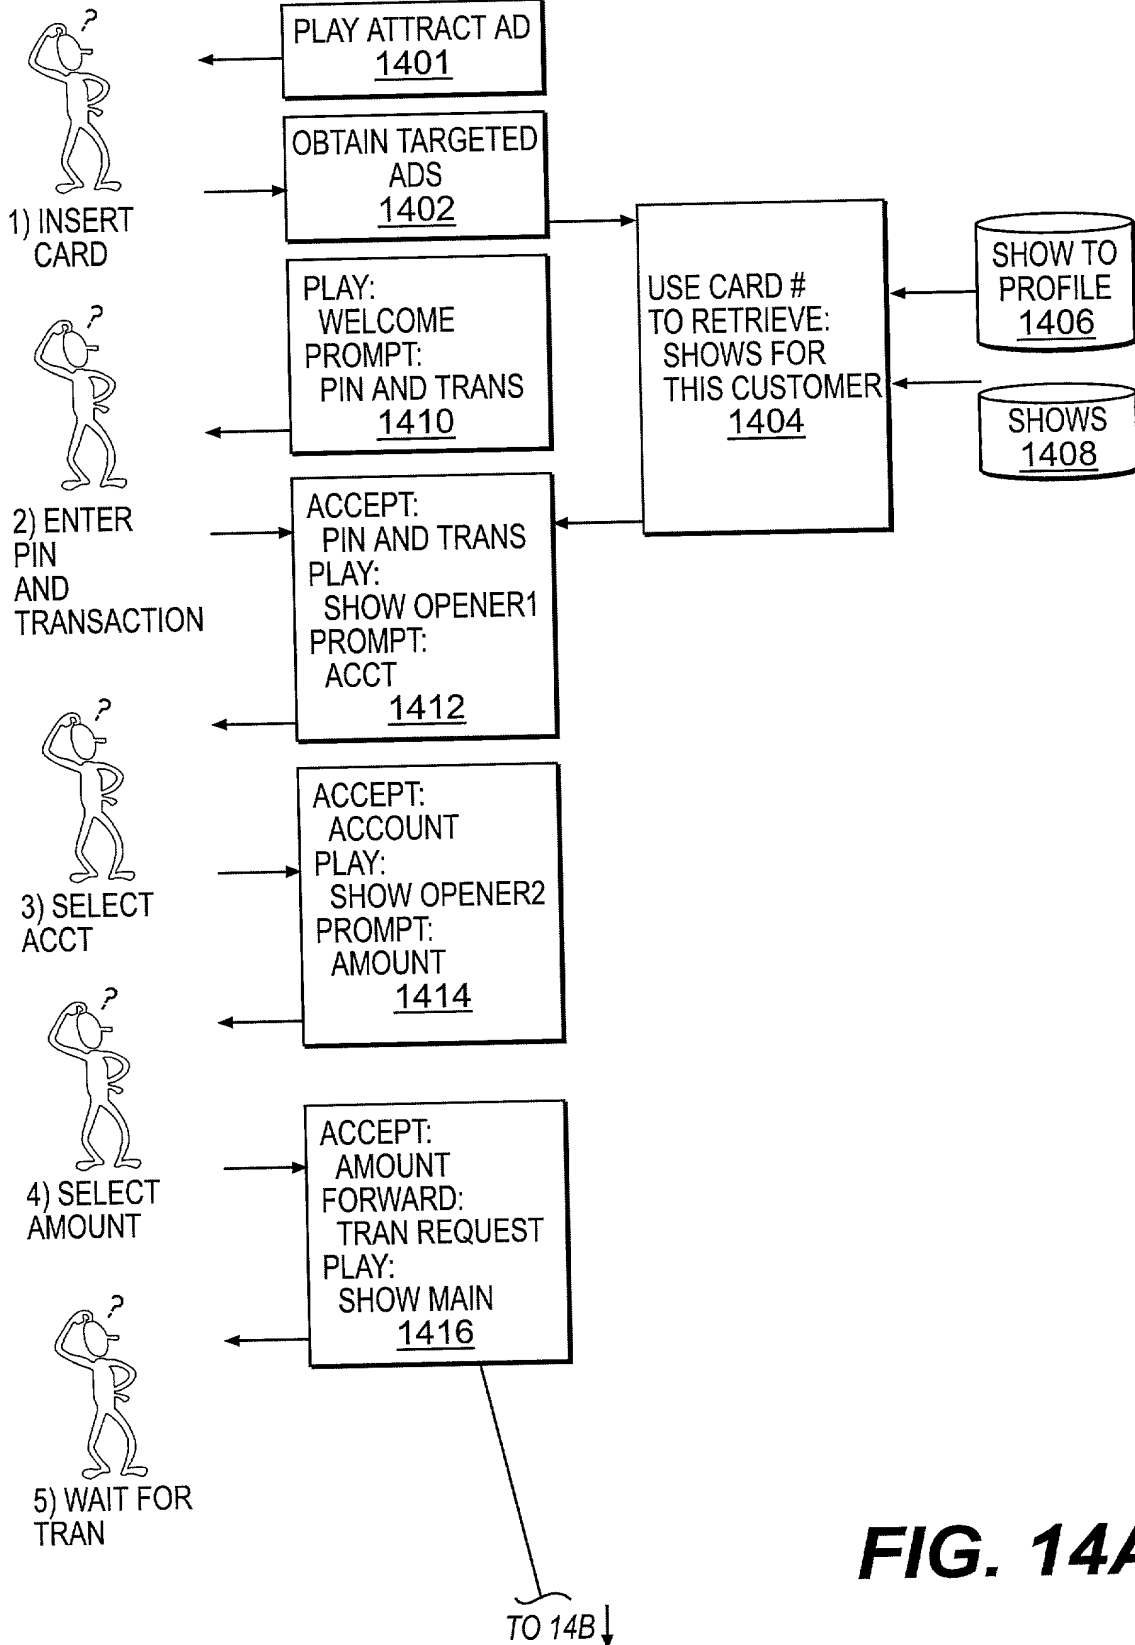 ?
PLAY ATTRACT AD
1401
OBTAIN TARGETED
ADS
1402
1) INSERT
CARD
USE CARD #
TO RETRIEVE:
SHOWS FOR
THIS CUSTOMER
1404
SHOW TO
PROFILE
1406
SHOWS
1408
?
PLAY:
WELCOME
PROMPT:
PIN AND TRANS
1410
2) ENTER
PIN
AND
TRANSACTION
ACCEPT:
PIN AND TRANS
PLAY:
SHOW OPENER1
PROMPT:
ACCT
1412
?
3) SELECT
ACCT
ACCEPT:
ACCOUNT
PLAY:
SHOW OPENER2
PROMPT:
AMOUNT
1414
?
4) SELECT
AMOUNT
ACCEPT:
AMOUNT
FORWARD:
TRAN REQUEST
PLAY:
SHOW MAIN
1416
?
5) WAIT FOR
TRAN
TO 14B
FIG. 14A